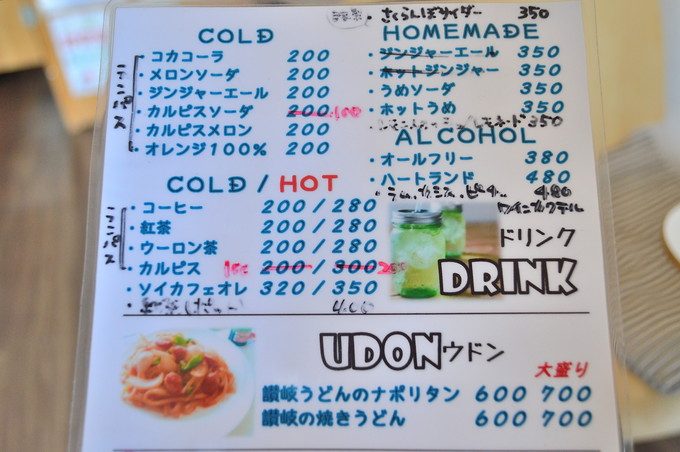 COLD
・コカコーラ 200
・メロンソーダ 200
・ジンジャーエール 200
・カルピスソーダ 200
・カルピスメロン 200
・オレンジ100% 200
・さくらんぼサイダー 350
HOMEMADE
・ジンジャーエール 350
・ホットジンジャー 350
・うめソーダ 350
・ホットうめ 350
350
ALCOHOL
・オールフリー 380
・ハートランド 480
480
COLD / HOT
・コーヒー 200/280
・紅茶 200/280
・ウーロン茶 200/280
・カルピス 200/300
・ソイカフェオレ 320/350
ドリンク
DRINK
UDON ウドン
大盛り
讃岐うどんのナポリタン 600 700
讃岐の焼きうどん 600 700